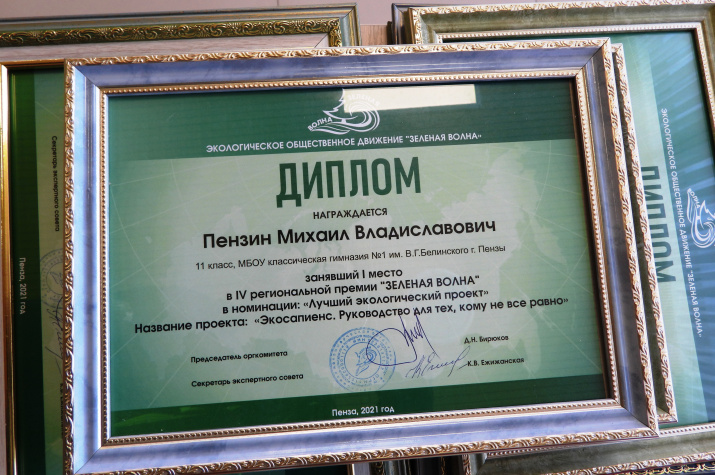 ВОЛНА
ЭКОЛОГИЧЕСКОЕ ОБЩЕСТВЕННОЕ ДВИЖЕНИЕ "ЗЕЛЕНАЯ ВОЛНА"
ДИПЛОМ
НАГРАЖДАЕТСЯ
Пензин Михаил Владиславович
11 класс, МБОУ классическая гимназия №1 им. В.Г.Белинского г. Пензы
занявший I место
в IV региональной премии "ЗЕЛЕНАЯ ВОЛНА"
в номинации: «Лучший экологический проект»
Название проекта: «Экосапиенс. Руководство для тех, кому не все равно»
Председатель оргкомитета
Д.Н. Бирюков
Секретарь экспертного совета
К.В. Ежижанская
Пенза, 2021 год
Секретарь экспертного совета
Пенза, 2021 год
ДИПЛОМ
ВОЛНА
ЭКОЛОГИЧЕСКОЕ ОБЩЕСТВЕННОЕ ДВИЖЕНИЕ "ЗЕЛЕНАЯ ВОЛНА"